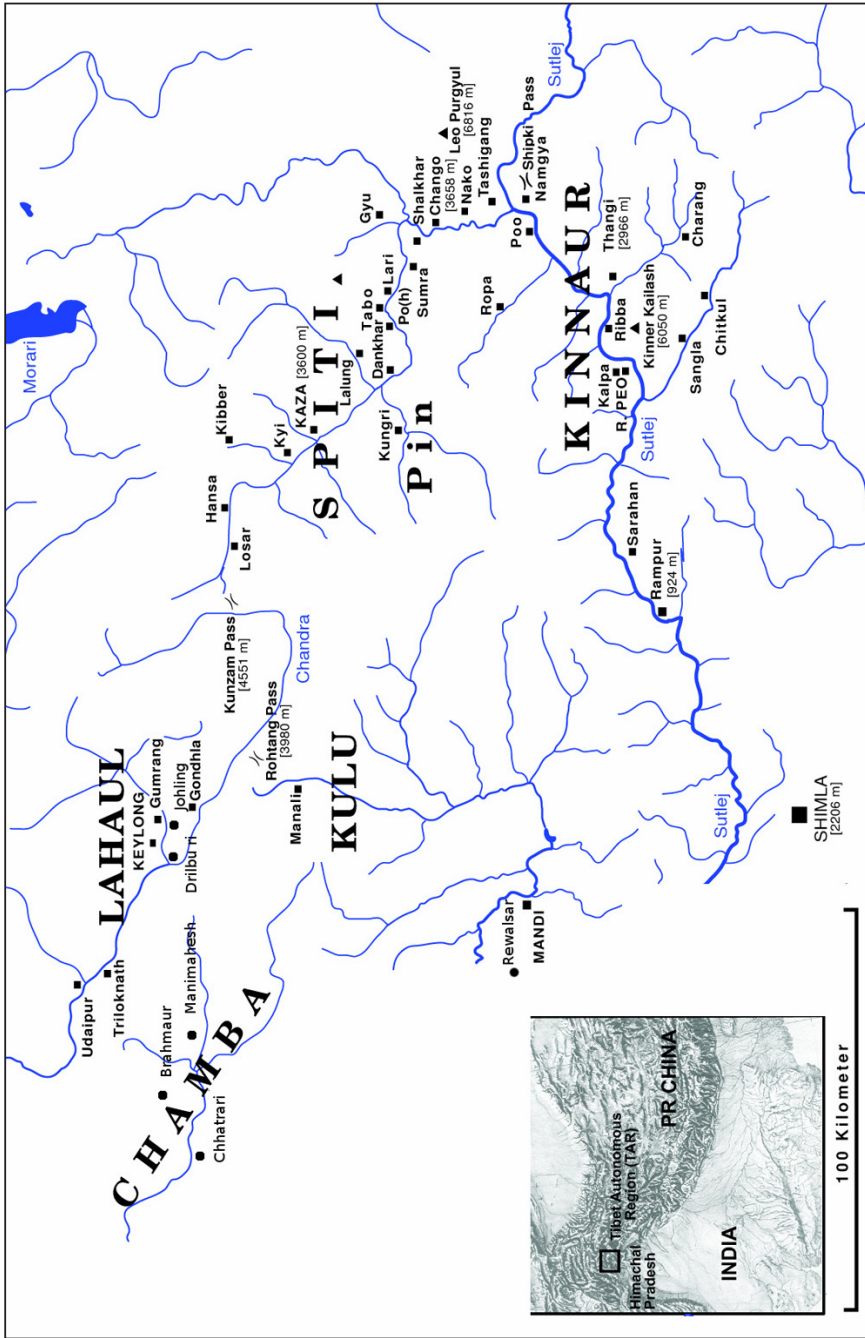 CHAMBA
Chhatrari
Brahmaur
Manimahesh
Udaipur
Triloknath
LAHAUL
KEYLONG
Gumrang
Johling
Gondhla
Drilbu ri
Kunzam Pass
[4551 m]
Rohtang Pass
[3980 m]
Chandra
Manali
KULU
Rewalsar
MANDI
Losar
Hansa
Kibber
Kyi
KAZA [3600 m]
SPITI
Pin
Kungri
Lalung
Dankhar
Tabo
Po(h)
Lari
Sumra
Gyu
Shalkhar
Chango
[3658 m]
Nako
Leo Purgyul
[6816 m]
Tashigang
Morari
Sutlej
Shipki Pass
Namgya
Poo
Ropa
KINNAUR
Thangi
[2966 m]
Charang
Ribba
Kinner Kailash
[6050 m]
Kalpa
R. PEO
Sangla
Chitkul
Sutlej
Sarahan
Rampur
[924 m]
Sutlej
SHIMLA
[2206 m]
Himachal
Pradesh
Tibet Autonomous
Region (TAR)
PR CHINA
INDIA
100 Kilometer